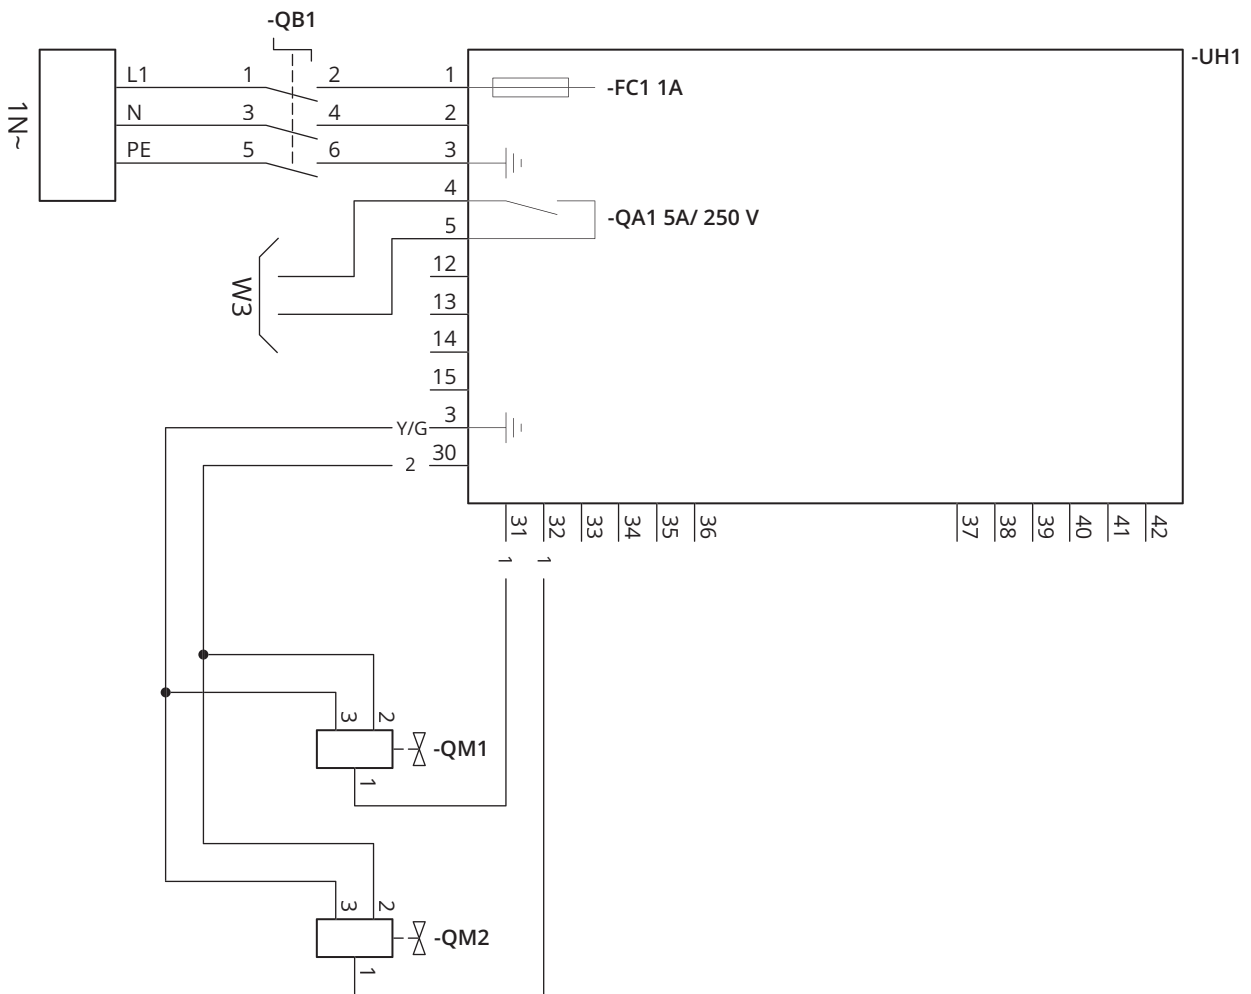 -QB1
-UH1
1N~
L1 1 2 1 -FC1 1A
N 3 4 2
PE 5 6 3
4
-QA1 5A/ 250 V
5
W3
12
13
14
15
Y/G 3
2 30
31 32 33 34 35 36 37 38 39 40 41 42
1 1
3 2
-QM1
1
3 2
-QM2
1